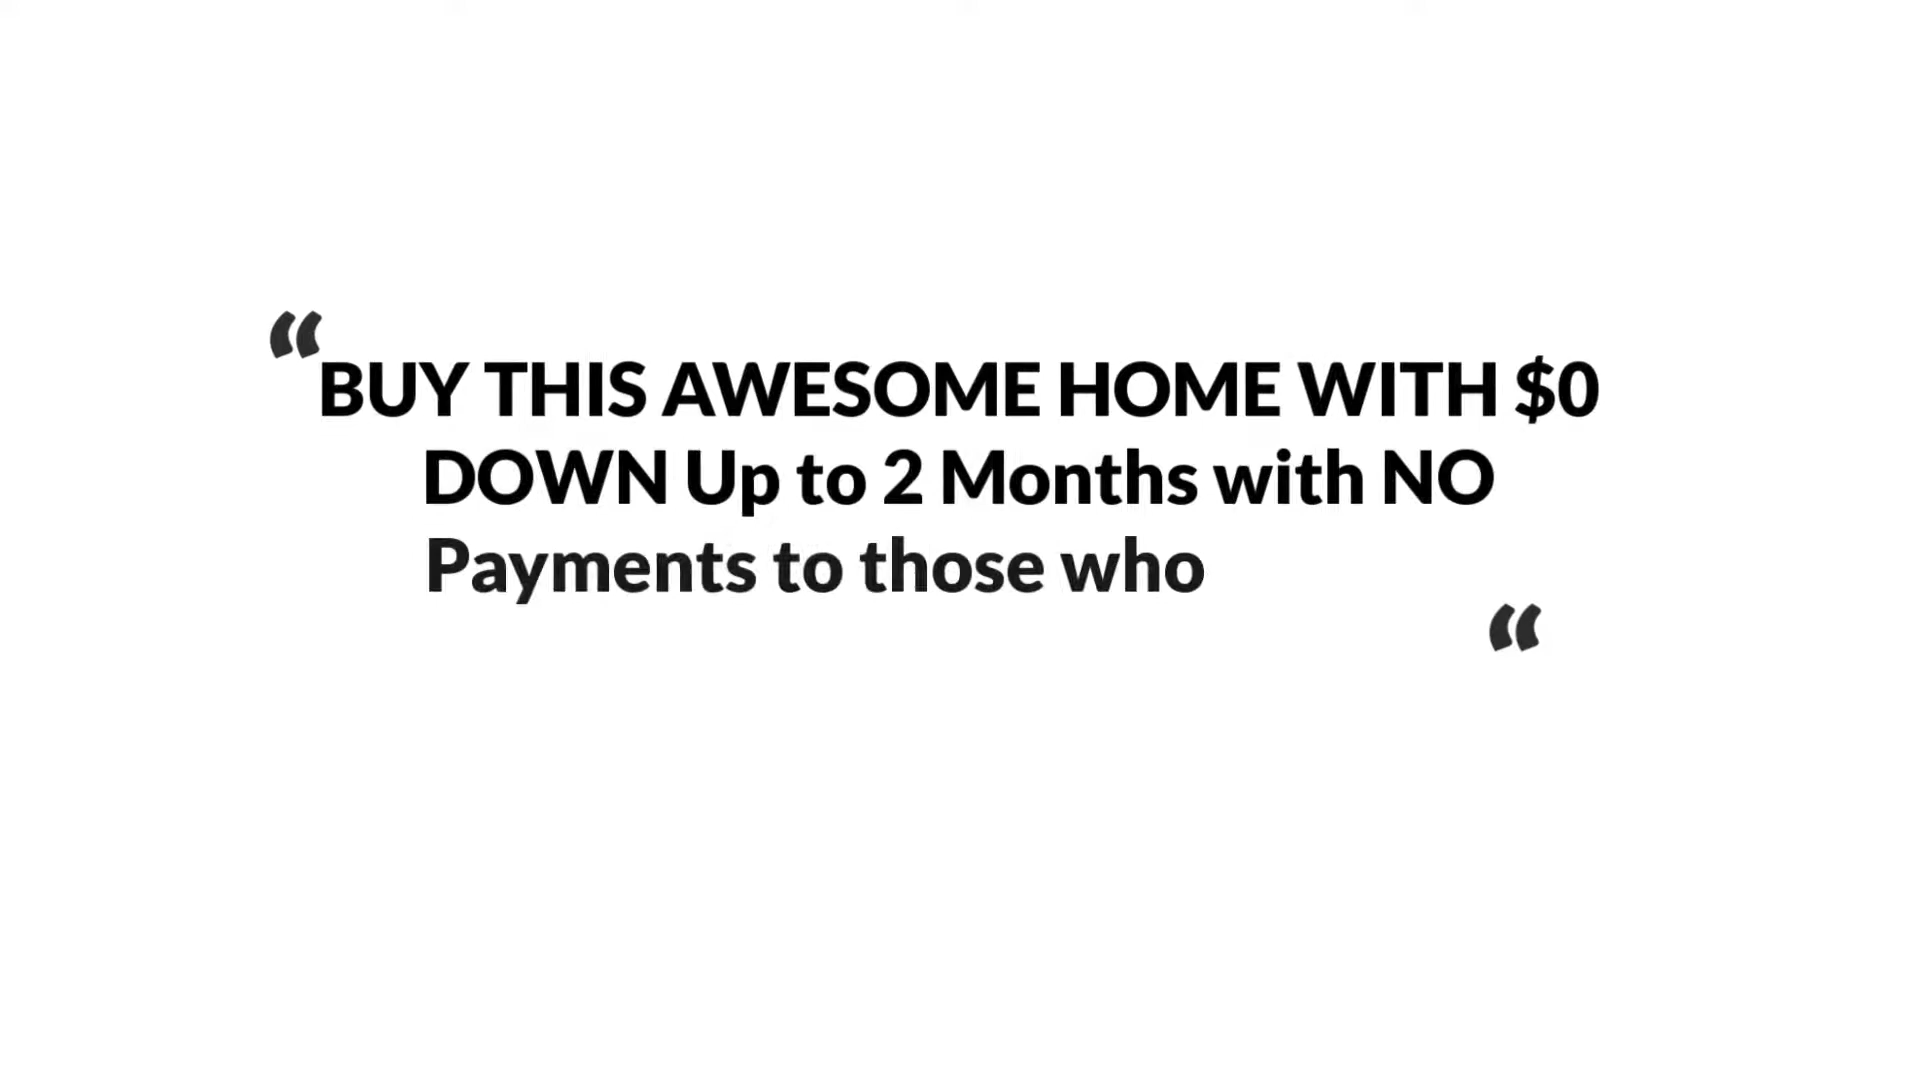 “BUY THIS AWESOME HOME WITH $0
DOWN Up to 2 Months with NO
Payments to those who
“